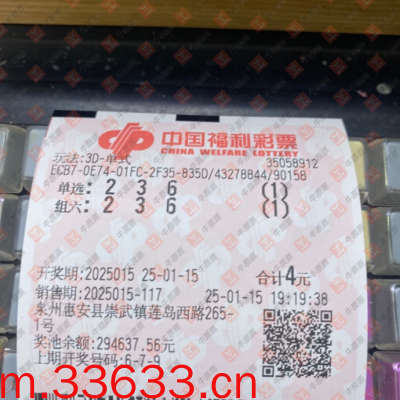 中国福利彩票
CHINA WELFARE LOTTERY
玩法:3D-单式 35058912
ECB7-0E74-01FC-2F35-835D/43278844/90158
单选: 2 3 6 (1)
组六: 2 3 6 (1)
开奖期:2025015 25-01-15 合计4元
销售期:2025015-117 25-01-15 19:19:38
永州惠安县崇武镇莲岛西路265-
1号
奖池余额:294637.56元
上期开奖号码:6-7-9
m.33633.cn